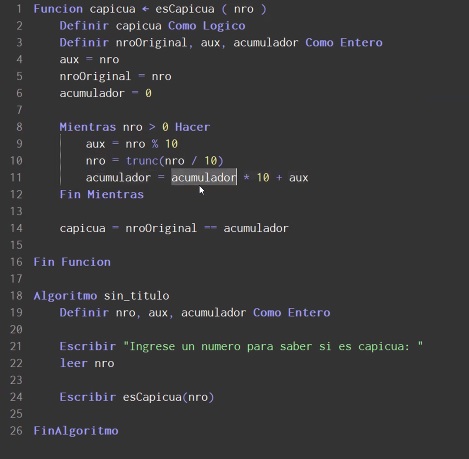 1 Funcion capicua ← esCapicua ( nro )
2 Definir capicua Como Logico
3 Definir nroOriginal, aux, acumulador Como Entero
4 aux = nro
5 nroOriginal = nro
6 acumulador = 0
7
8 Mientras nro > 0 Hacer
9 aux = nro % 10
10 nro = trunc(nro / 10)
11 acumulador = acumulador * 10 + aux
12 Fin Mientras
13
14 capicua = nroOriginal == acumulador
15
16 Fin Funcion
17
18 Algoritmo sin_titulo
19 Definir nro, aux, acumulador Como Entero
20
21 Escribir "Ingrese un numero para saber si es capicua: "
22 leer nro
23
24 Escribir esCapicua(nro)
25
26 FinAlgoritmo